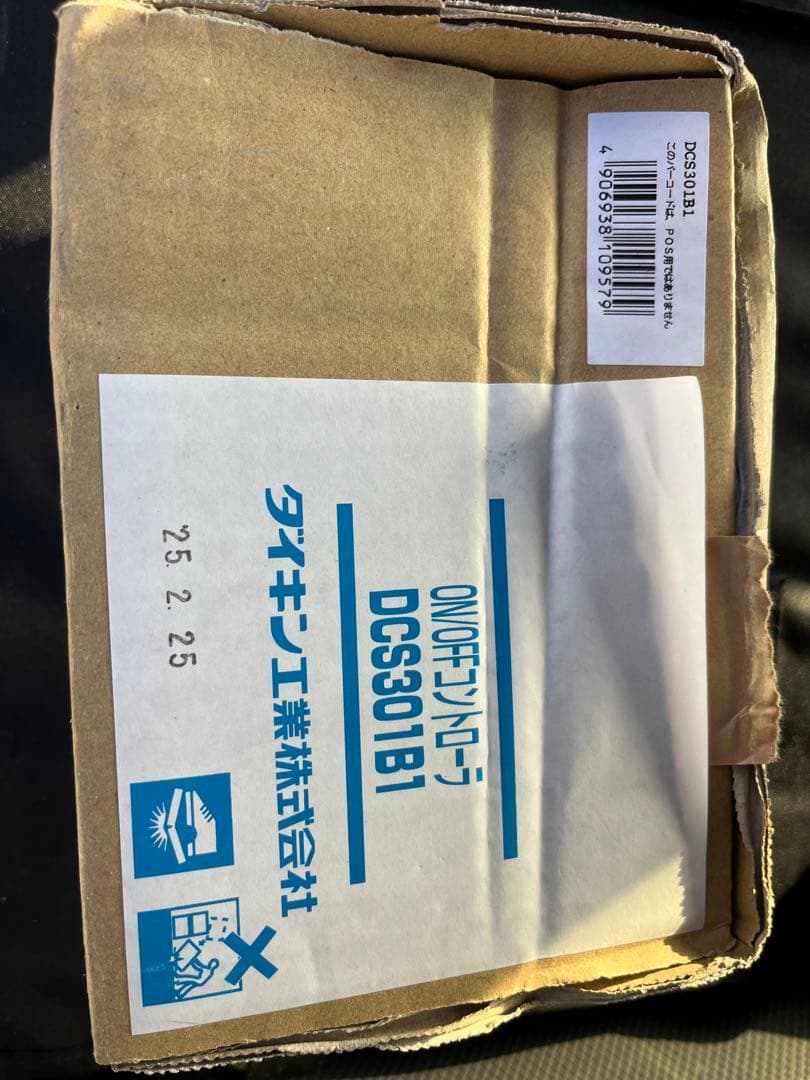 DCS301B1
このバーコードは、POS用ではありません
4 906938 109579
ON/OFFコントローラ
DCS301B1
ダイキン工業株式会社
'25. 2. 25